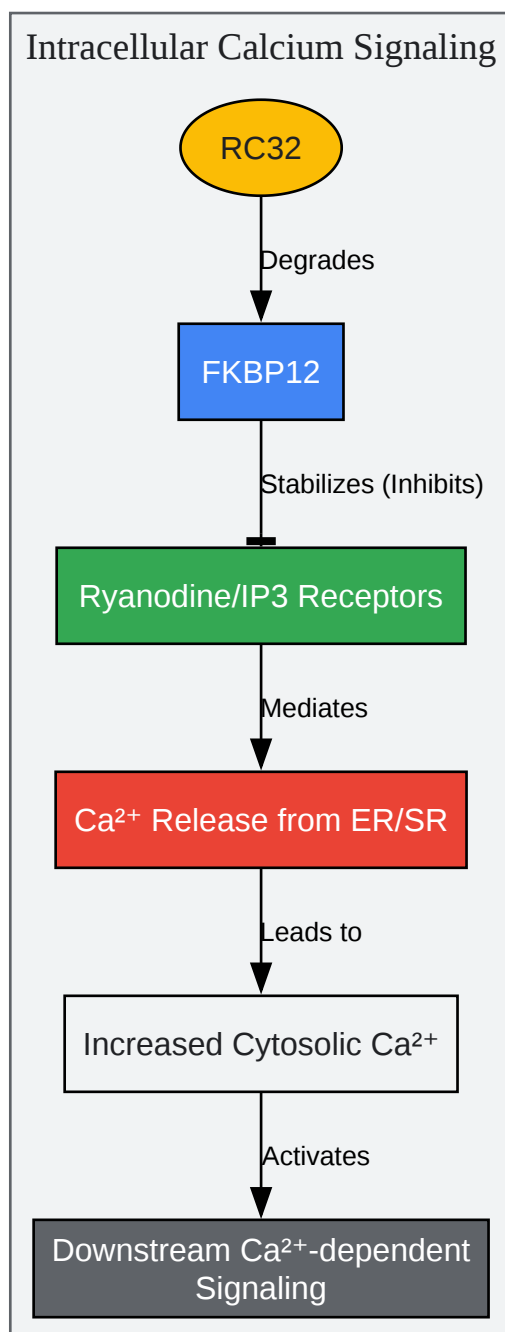 Intracellular Calcium Signaling
RC32
Degrades
FKBP12
Stabilizes (Inhibits)
Ryanodine/IP3 Receptors
Mediates
Ca²⁺ Release from ER/SR
Leads to
Increased Cytosolic Ca²⁺
Activates
Downstream Ca²⁺-dependent
Signaling